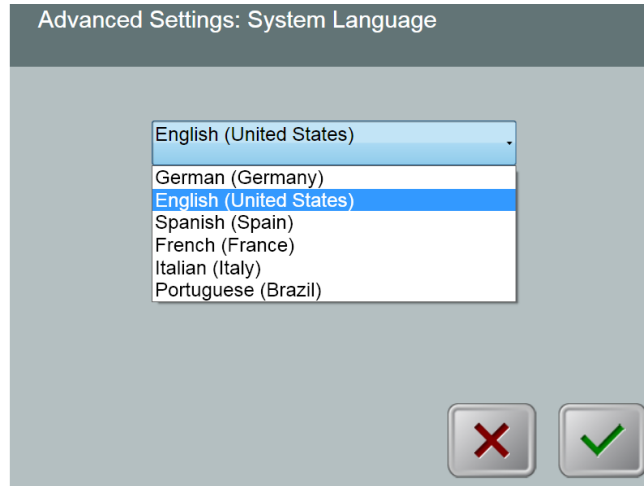 Advanced Settings: System Language
English (United States)
German (Germany)
English (United States)
Spanish (Spain)
French (France)
Italian (Italy)
Portuguese (Brazil)